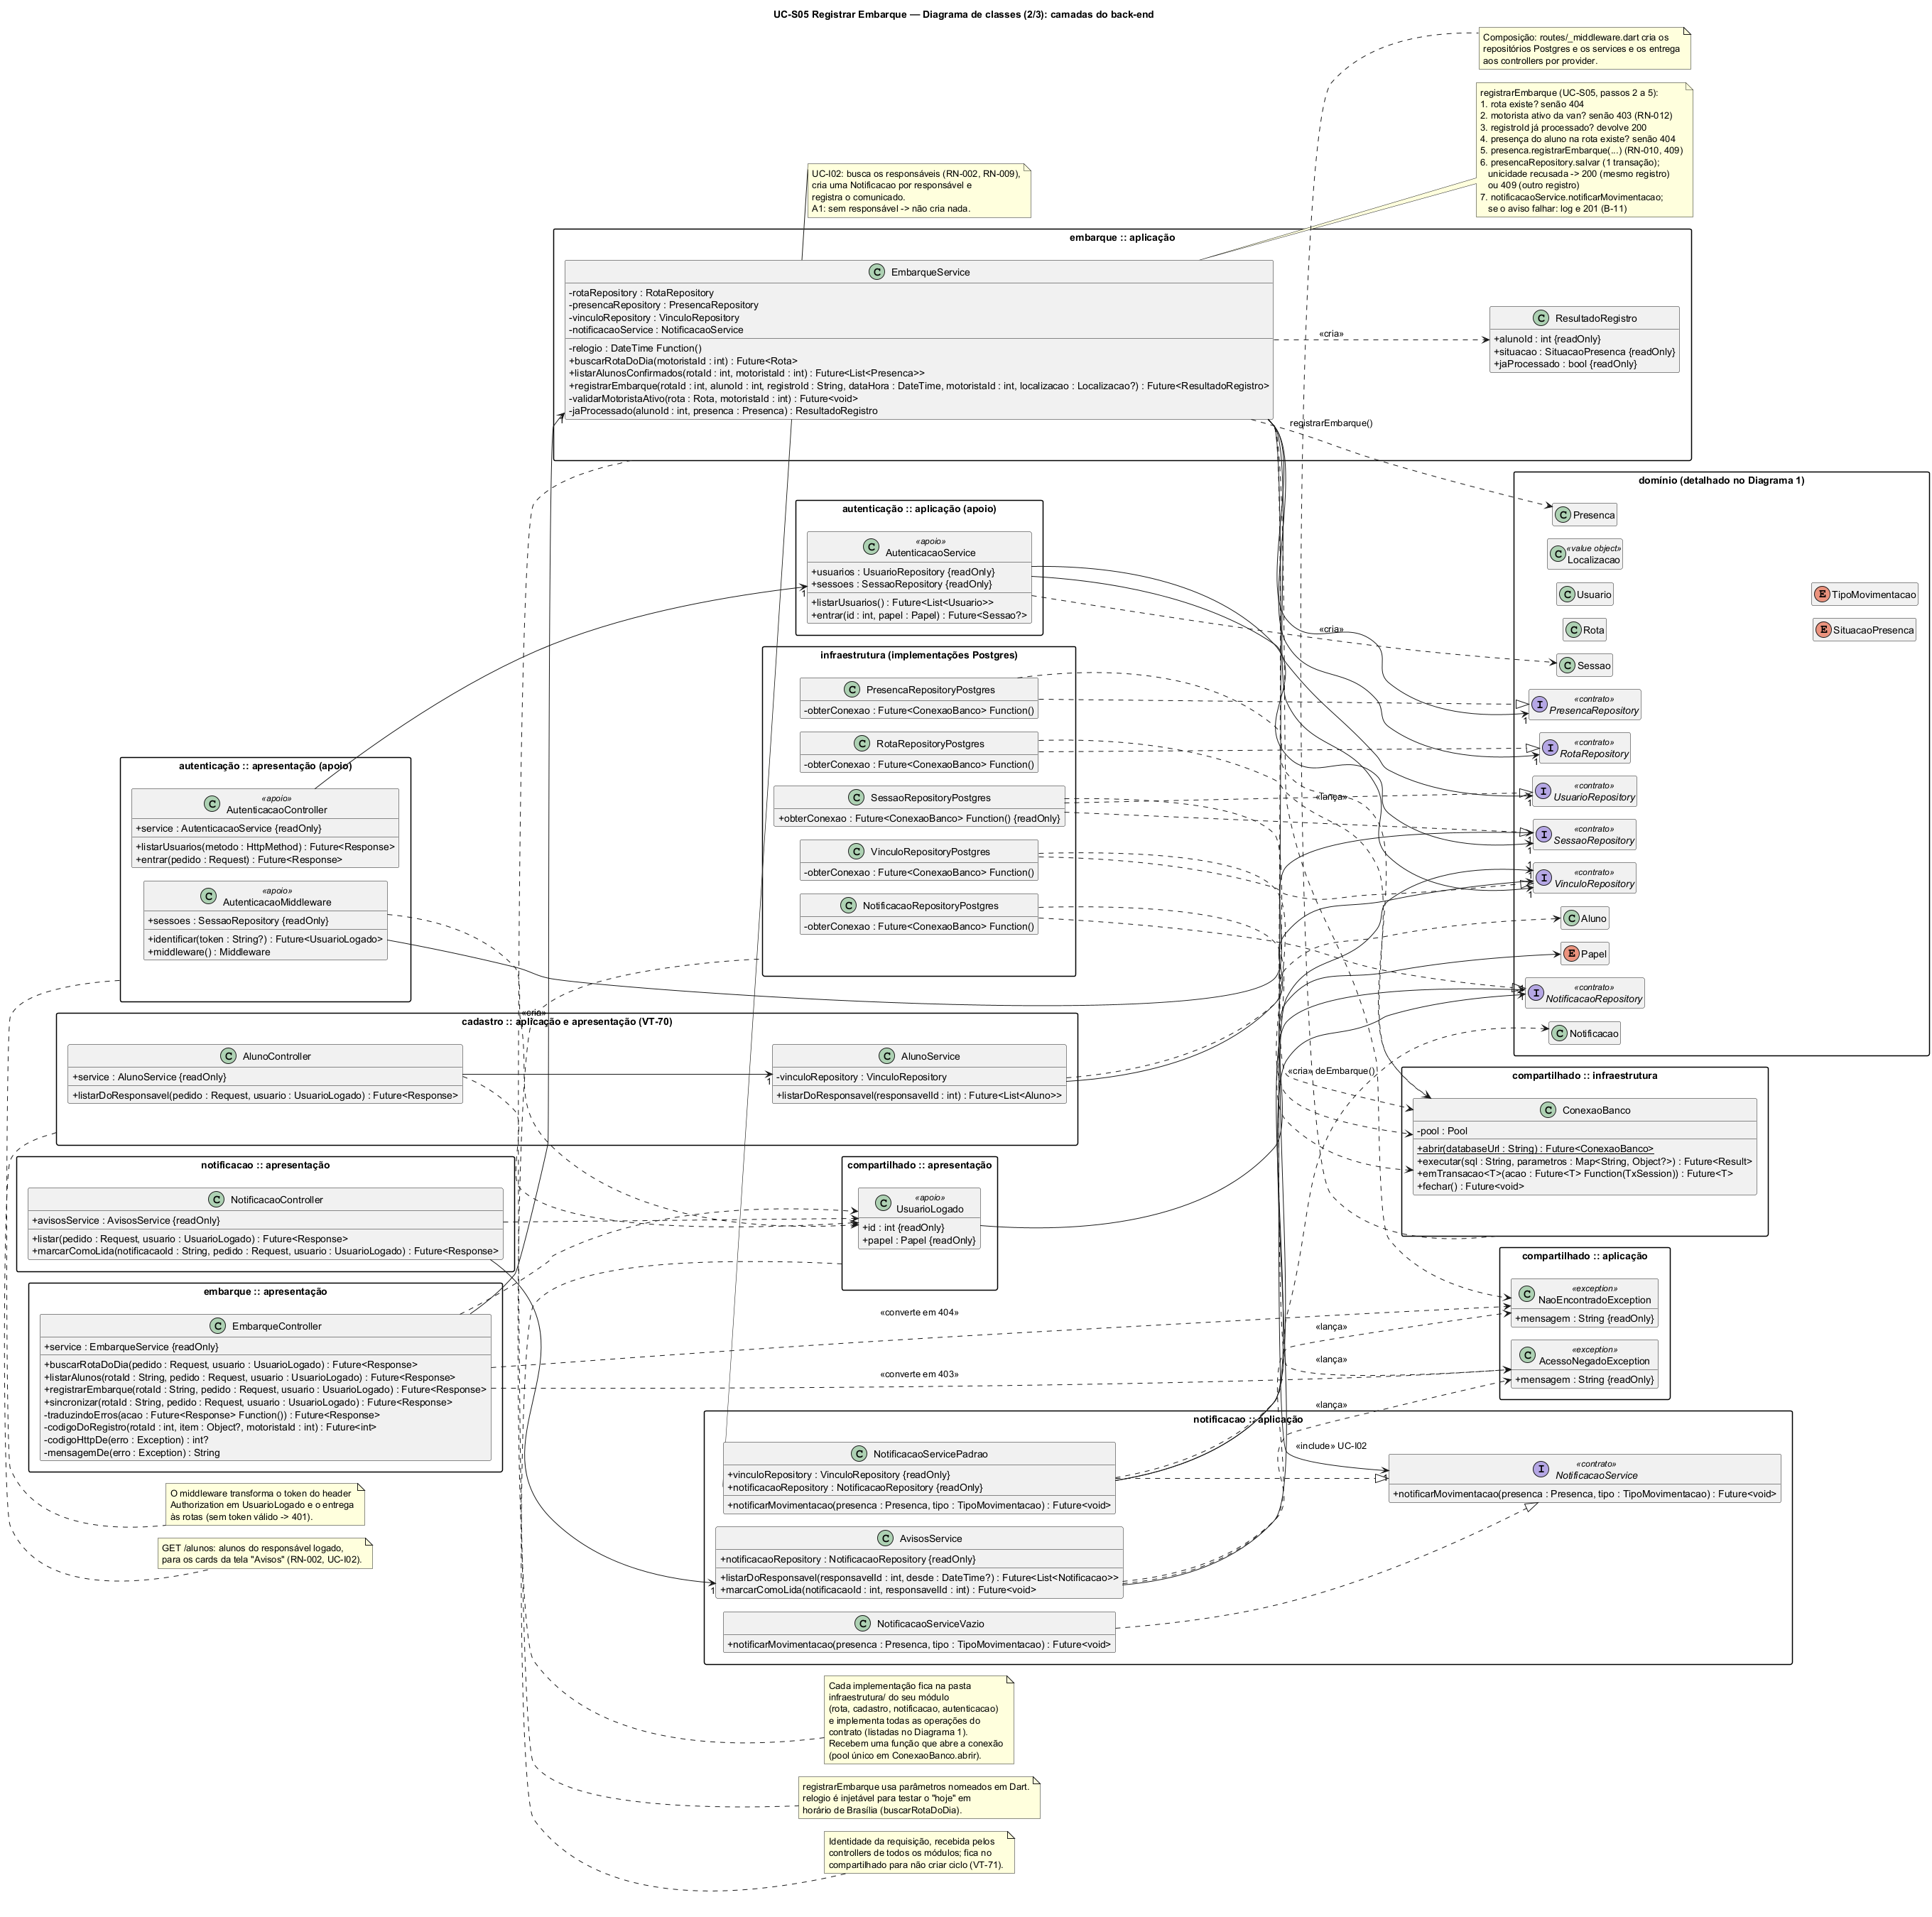 UC-S05 Registrar Embarque — Diagrama de classes (2/3): camadas do back-end
Composição: routes/_middleware.dart cria os
repositórios Postgres e os services e os entrega
aos controllers por provider.
registrarEmbarque (UC-S05, passos 2 a 5):
1. rota existe? senão 404
2. motorista ativo da van? senão 403 (RN-012)
3. registroId já processado? devolve 200
4. presença do aluno na rota existe? senão 404
5. presenca.registrarEmbarque(...) (RN-010, 409)
6. presencaRepository.salvar (1 transação);
unicidade recusada -> 200 (mesmo registro)
ou 409 (outro registro)
7. notificacaoService.notificarMovimentacao;
se o aviso falhar: log e 201 (B-11)
UC-I02: busca os responsáveis (RN-002, RN-009),
cria uma Notificacao por responsável e
registra o comunicado.
A1: sem responsável -> não cria nada.
embarque :: aplicação
EmbarqueService
-rotaRepository : RotaRepository
-presencaRepository : PresencaRepository
-vinculoRepository : VinculoRepository
-notificacaoService : NotificacaoService
-relogio : DateTime Function()
+buscarRotaDoDia(motoristaId : int) : Future<Rota>
+listarAlunosConfirmados(rotaId : int, motoristaId : int) : Future<List<Presenca>>
+registrarEmbarque(rotaId : int, alunoId : int, registroId : String, dataHora : DateTime, motoristaId : int, localizacao : Localizacao?) : Future<ResultadoRegistro>
-validarMotoristaAtivo(rota : Rota, motoristaId : int) : Future<void>
-jaProcessado(alunoId : int, presenca : Presenca) : ResultadoRegistro
1
«cria»
ResultadoRegistro
+alunoId : int {readOnly}
+situacao : SituacaoPresenca {readOnly}
+jaProcessado : bool {readOnly}
registrarEmbarque()
autenticação :: aplicação (apoio)
«apoio»
AutenticacaoService
+usuarios : UsuarioRepository {readOnly}
+sessoes : SessaoRepository {readOnly}
+listarUsuarios() : Future<List<Usuario>>
+entrar(id : int, papel : Papel) : Future<Sessao?>
1
«cria»
domínio (detalhado no Diagrama 1)
Presenca
«value object»
Localizacao
Usuario
TipoMovimentacao
Rota
SituacaoPresenca
Sessao
«contrato»
PresencaRepository
1
«contrato»
RotaRepository
1
«contrato»
UsuarioRepository
1
«contrato»
SessaoRepository
1
«contrato»
VinculoRepository
1
1
Aluno
Papel
«contrato»
NotificacaoRepository
1
Notificacao
infraestrutura (implementações Postgres)
PresencaRepositoryPostgres
-obterConexao : Future<ConexaoBanco> Function()
RotaRepositoryPostgres
-obterConexao : Future<ConexaoBanco> Function()
SessaoRepositoryPostgres
+obterConexao : Future<ConexaoBanco> Function() {readOnly}
VinculoRepositoryPostgres
-obterConexao : Future<ConexaoBanco> Function()
NotificacaoRepositoryPostgres
-obterConexao : Future<ConexaoBanco> Function()
«lança»
autenticação :: apresentação (apoio)
«apoio»
AutenticacaoController
+service : AutenticacaoService {readOnly}
+listarUsuarios(metodo : HttpMethod) : Future<Response>
+entrar(pedido : Request) : Future<Response>
«apoio»
AutenticacaoMiddleware
+sessoes : SessaoRepository {readOnly}
+identificar(token : String?) : Future<UsuarioLogado>
+middleware() : Middleware
«cria»
cadastro :: aplicação e apresentação (VT-70)
AlunoController
+service : AlunoService {readOnly}
+listarDoResponsavel(pedido : Request, usuario : UsuarioLogado) : Future<Response>
1
AlunoService
-vinculoRepository : VinculoRepository
+listarDoResponsavel(responsavelId : int) : Future<List<Aluno>>
«cria» deEmbarque()
compartilhado :: infraestrutura
ConexaoBanco
-pool : Pool
+abrir(databaseUrl : String) : Future<ConexaoBanco>
+executar(sql : String, parametros : Map<String, Object?>) : Future<Result>
+emTransacao<T>(acao : Future<T> Function(TxSession)) : Future<T>
+fechar() : Future<void>
notificacao :: apresentação
NotificacaoController
+avisosService : AvisosService {readOnly}
+listar(pedido : Request, usuario : UsuarioLogado) : Future<Response>
+marcarComoLida(notificacaoId : String, pedido : Request, usuario : UsuarioLogado) : Future<Response>
compartilhado :: apresentação
«apoio»
UsuarioLogado
+id : int {readOnly}
+papel : Papel {readOnly}
compartilhado :: aplicação
«exception»
NaoEncontradoException
+mensagem : String {readOnly}
«exception»
AcessoNegadoException
+mensagem : String {readOnly}
embarque :: apresentação
EmbarqueController
+service : EmbarqueService {readOnly}
+buscarRotaDoDia(pedido : Request, usuario : UsuarioLogado) : Future<Response>
+listarAlunos(rotaId : String, pedido : Request, usuario : UsuarioLogado) : Future<Response>
+registrarEmbarque(rotaId : String, pedido : Request, usuario : UsuarioLogado) : Future<Response>
+sincronizar(rotaId : String, pedido : Request, usuario : UsuarioLogado) : Future<Response>
-traduzindoErros(acao : Future<Response> Function()) : Future<Response>
-codigoDoRegistro(rotaId : int, item : Object?, motoristaId : int) : Future<int>
-codigoHttpDe(erro : Exception) : int?
-mensagemDe(erro : Exception) : String
«converte em 404»
«converte em 403»
«lança»
«lança»
«lança»
«include» UC-I02
notificacao :: aplicação
NotificacaoServicePadrao
+vinculoRepository : VinculoRepository {readOnly}
+notificacaoRepository : NotificacaoRepository {readOnly}
+notificarMovimentacao(presenca : Presenca, tipo : TipoMovimentacao) : Future<void>
«contrato»
NotificacaoService
+notificarMovimentacao(presenca : Presenca, tipo : TipoMovimentacao) : Future<void>
1
AvisosService
+notificacaoRepository : NotificacaoRepository {readOnly}
+listarDoResponsavel(responsavelId : int, desde : DateTime?) : Future<List<Notificacao>>
+marcarComoLida(notificacaoId : int, responsavelId : int) : Future<void>
1
NotificacaoServiceVazio
+notificarMovimentacao(presenca : Presenca, tipo : TipoMovimentacao) : Future<void>
O middleware transforma o token do header
Authorization em UsuarioLogado e o entrega
às rotas (sem token válido -> 401).
GET /alunos: alunos do responsável logado,
para os cards da tela "Avisos" (RN-002, UC-I02).
Cada implementação fica na pasta
infraestrutura/ do seu módulo
(rota, cadastro, notificacao, autenticacao)
e implementa todas as operações do
contrato (listadas no Diagrama 1).
Recebem uma função que abre a conexão
(pool único em ConexaoBanco.abrir).
registrarEmbarque usa parâmetros nomeados em Dart.
relogio é injetável para testar o "hoje" em
horário de Brasília (buscarRotaDoDia).
Identidade da requisição, recebida pelos
controllers de todos os módulos; fica no
compartilhado para não criar ciclo (VT-71).